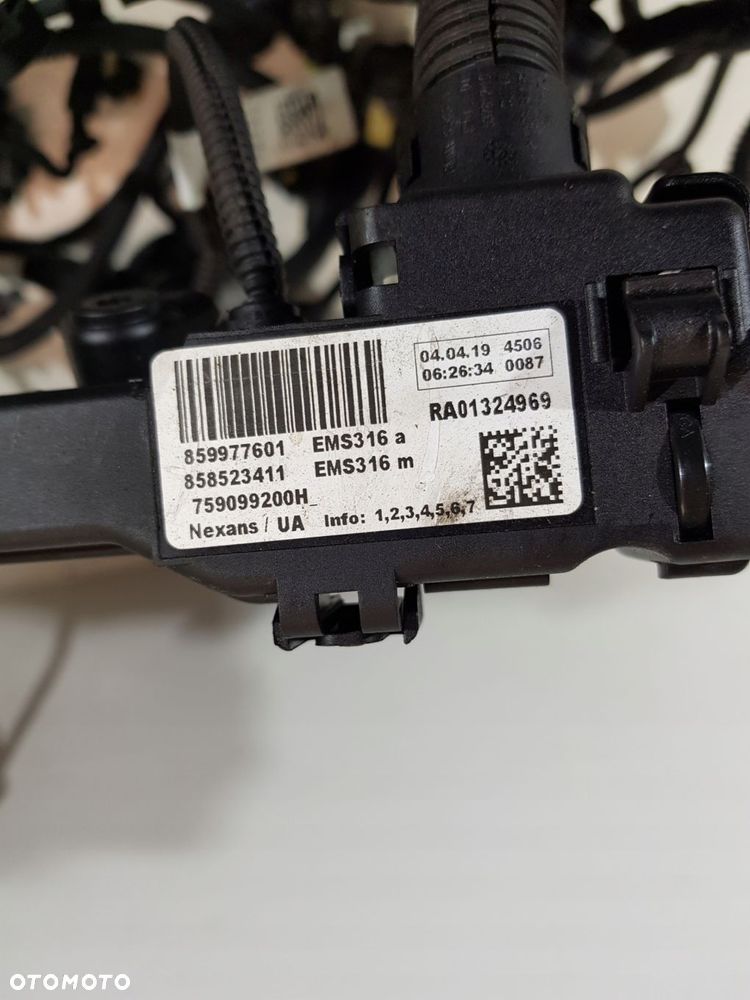 04.04.19 4506
06:26:34 0087
RA01324969
859977601 EMS316 a
858523411 EMS316 m
759099200H_
Nexans / UA Info: 1,2,3,4,5,6,7
OTOMOTO